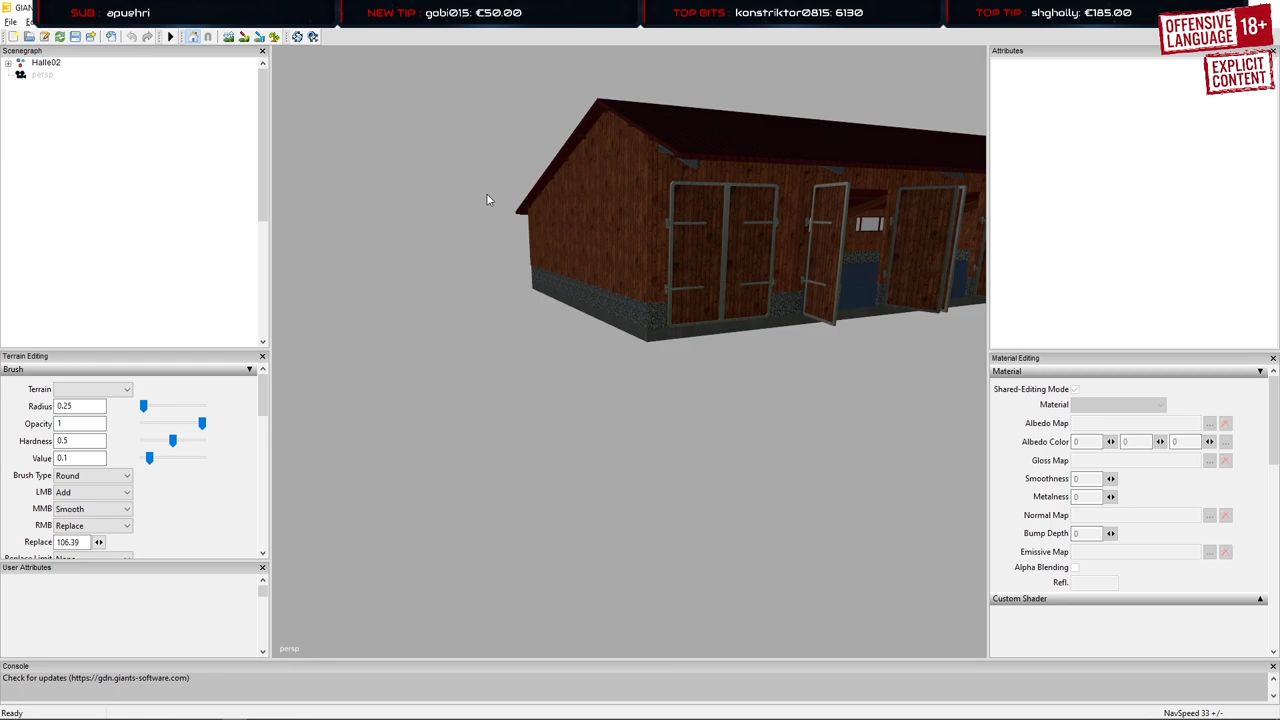 GIAN
SUB : apuehri
NEW TIP : gobi015: €50.00
TOP BITS : konstriktor0815: 6130
TOP TIP : shgholly: €185.00
OFFENSIVE LANGUAGE 18+
EXPLICIT CONTENT
File
Scenegraph
Halle02
persp
Attributes
Terrain Editing
Brush
Terrain
Radius 0.25
Opacity 1
Hardness 0.5
Value 0.1
Brush Type Round
LMB Add
MMB Smooth
RMB Replace
Replace 106.39
Replace Limit None
User Attributes
persp
Material Editing
Material
Shared-Editing Mode
Material
Albedo Map ...
Albedo Color 0 0 0 ...
Gloss Map ...
Smoothness 0
Metalness 0
Normal Map ...
Bump Depth 0
Emissive Map ...
Alpha Blending
Refl.
Custom Shader
Console
Check for updates (https://gdn.giants-software.com)
Ready
NavSpeed 33 +/-